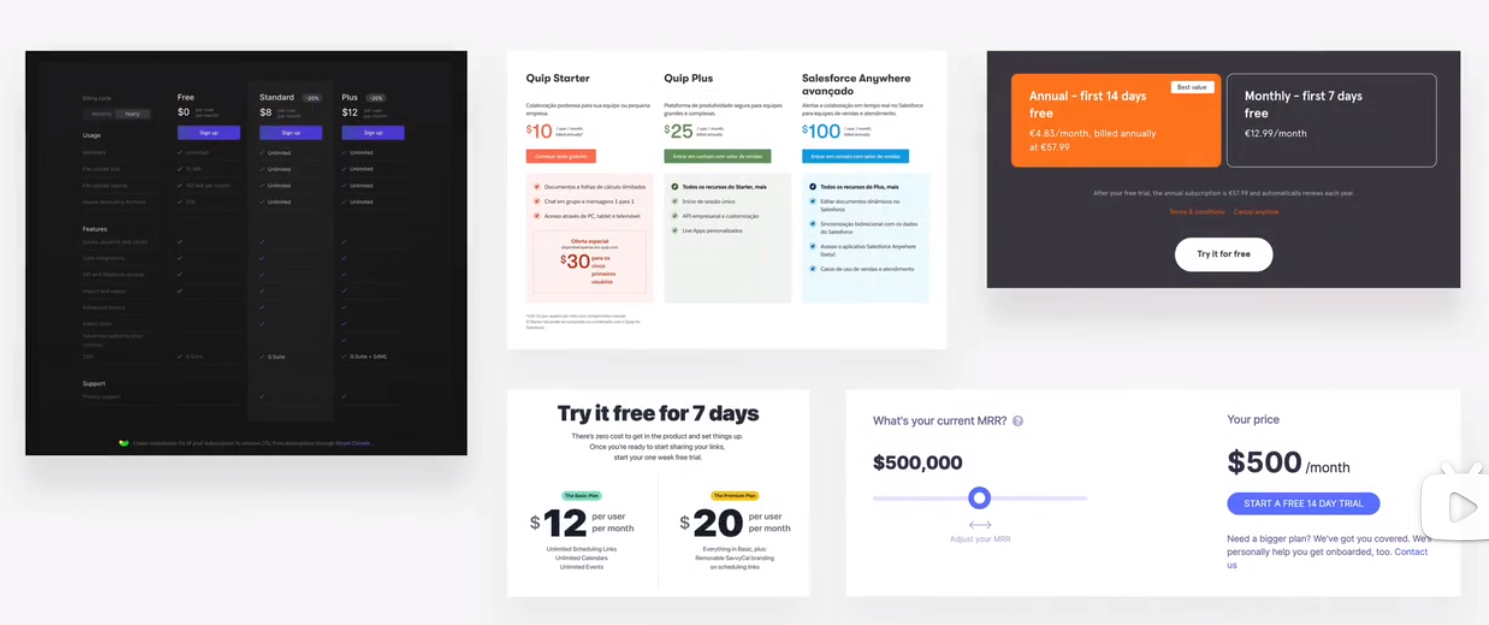 Billing cycle
Monthly
Yearly
Free
$0
per user
per month
Sign up
Standard
-20%
$8
per user
per month
Sign up
Plus
-20%
$12
per user
per month
Sign up
Usage
Members
Unlimited
Unlimited
Unlimited
File upload size
10 MB
Unlimited
Unlimited
File upload volume
Unlimited
Unlimited
Issues (excluding Archive)
250
Unlimited
Unlimited
Features
Core integrations
Import and export
Advanced history
Admin roles
Advanced authentication
controls
SSO
G Suite
G Suite
G Suite + SAML
Support
Priority support
Quip Starter
Colaboração poderosa para sua equipe ou pequena
empresa.
$10
/ user / month,
billed annually*
Começar teste gratuito
Documentos e folhas de cálculo ilimitados
Chat em grupo e mensagens 1 para 1
Acesso através de PC, tablet e telemóvel
Oferta especial
$30
para os
cinco
primeiros
usuários
Quip Plus
Plataforma de produtividade segura para equipes
grandes e complexas.
$25
/ user / month,
billed annually
Entrar em contato com setor de vendas
Todos os recursos do Starter, mais
Início de sessão único
API empresarial e customização
Live Apps personalizados
Salesforce Anywhere
avançado
Alertas e colaboração em tempo real no Salesforce
para equipes de vendas e atendimento.
$100
/ user / month,
billed annually
Entrar em contato com setor de vendas
Todos os recursos do Plus, mais
Editar documentos dinâmicos no
Salesforce
Sincronização bidirecional com os dados
do Salesforce
Acesso o aplicativo Salesforce Anywhere
(beta)
Casos de uso de vendas e atendimento
Best value
Annual - first 14 days
free
€4.83/month, billed annually
at €57.99
Monthly - first 7 days
free
€12.99/month
After your free trial, the annual subscription is €57.99 and automatically renews each year.
Terms & conditions
Cancel anytime
Try it for free
Try it free for 7 days
There's zero cost to get in the product and set things up.
Once you're ready to start sharing your links,
start your one week free trial.
The Basic Plan
$12
per user
per month
Unlimited Scheduling Links
Unlimited Calendars
Unlimited Events
The Premium Plan
$20
per user
per month
Everything in Basic, plus:
Removable SavvyCal branding
on scheduling links
What's your current MRR?
$500,000
Adjust your MRR
Your price
$500 /month
START A FREE 14 DAY TRIAL
Need a bigger plan? We've got you covered. We'll
personally help you get onboarded, too. Contact
us